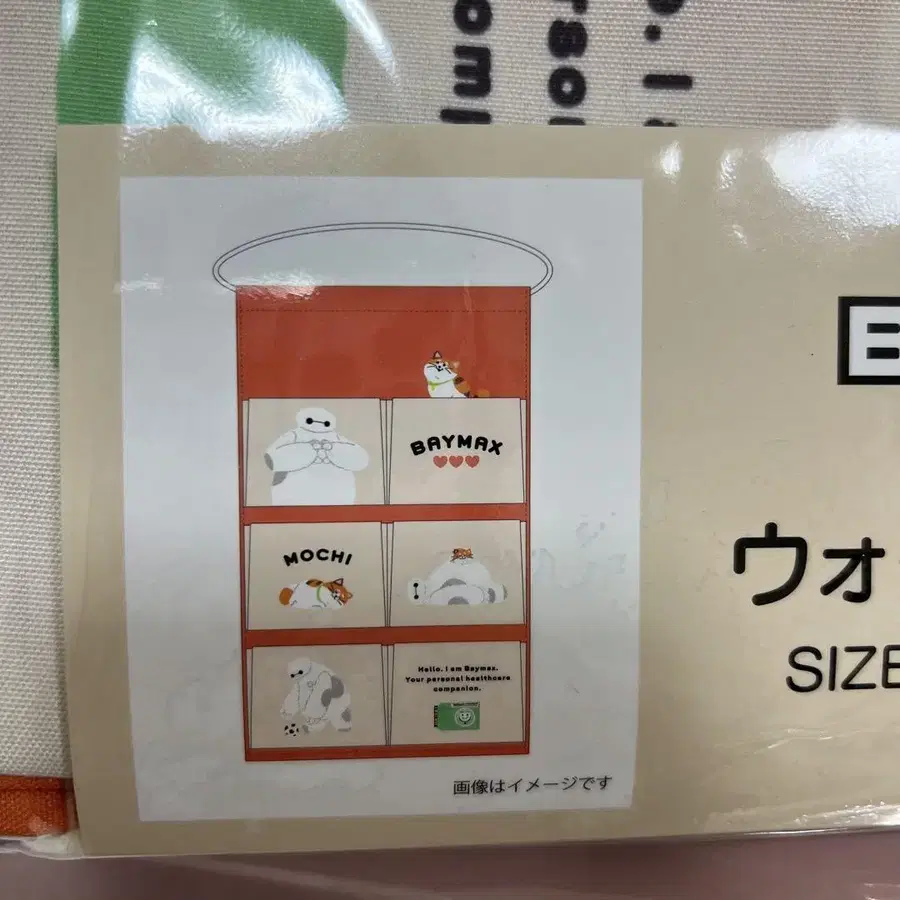 BAYMAX
MOCHI
Hello. I am Baymax.
Your personal healthcare
companion.
画像はイメージです
ウォ
SIZE